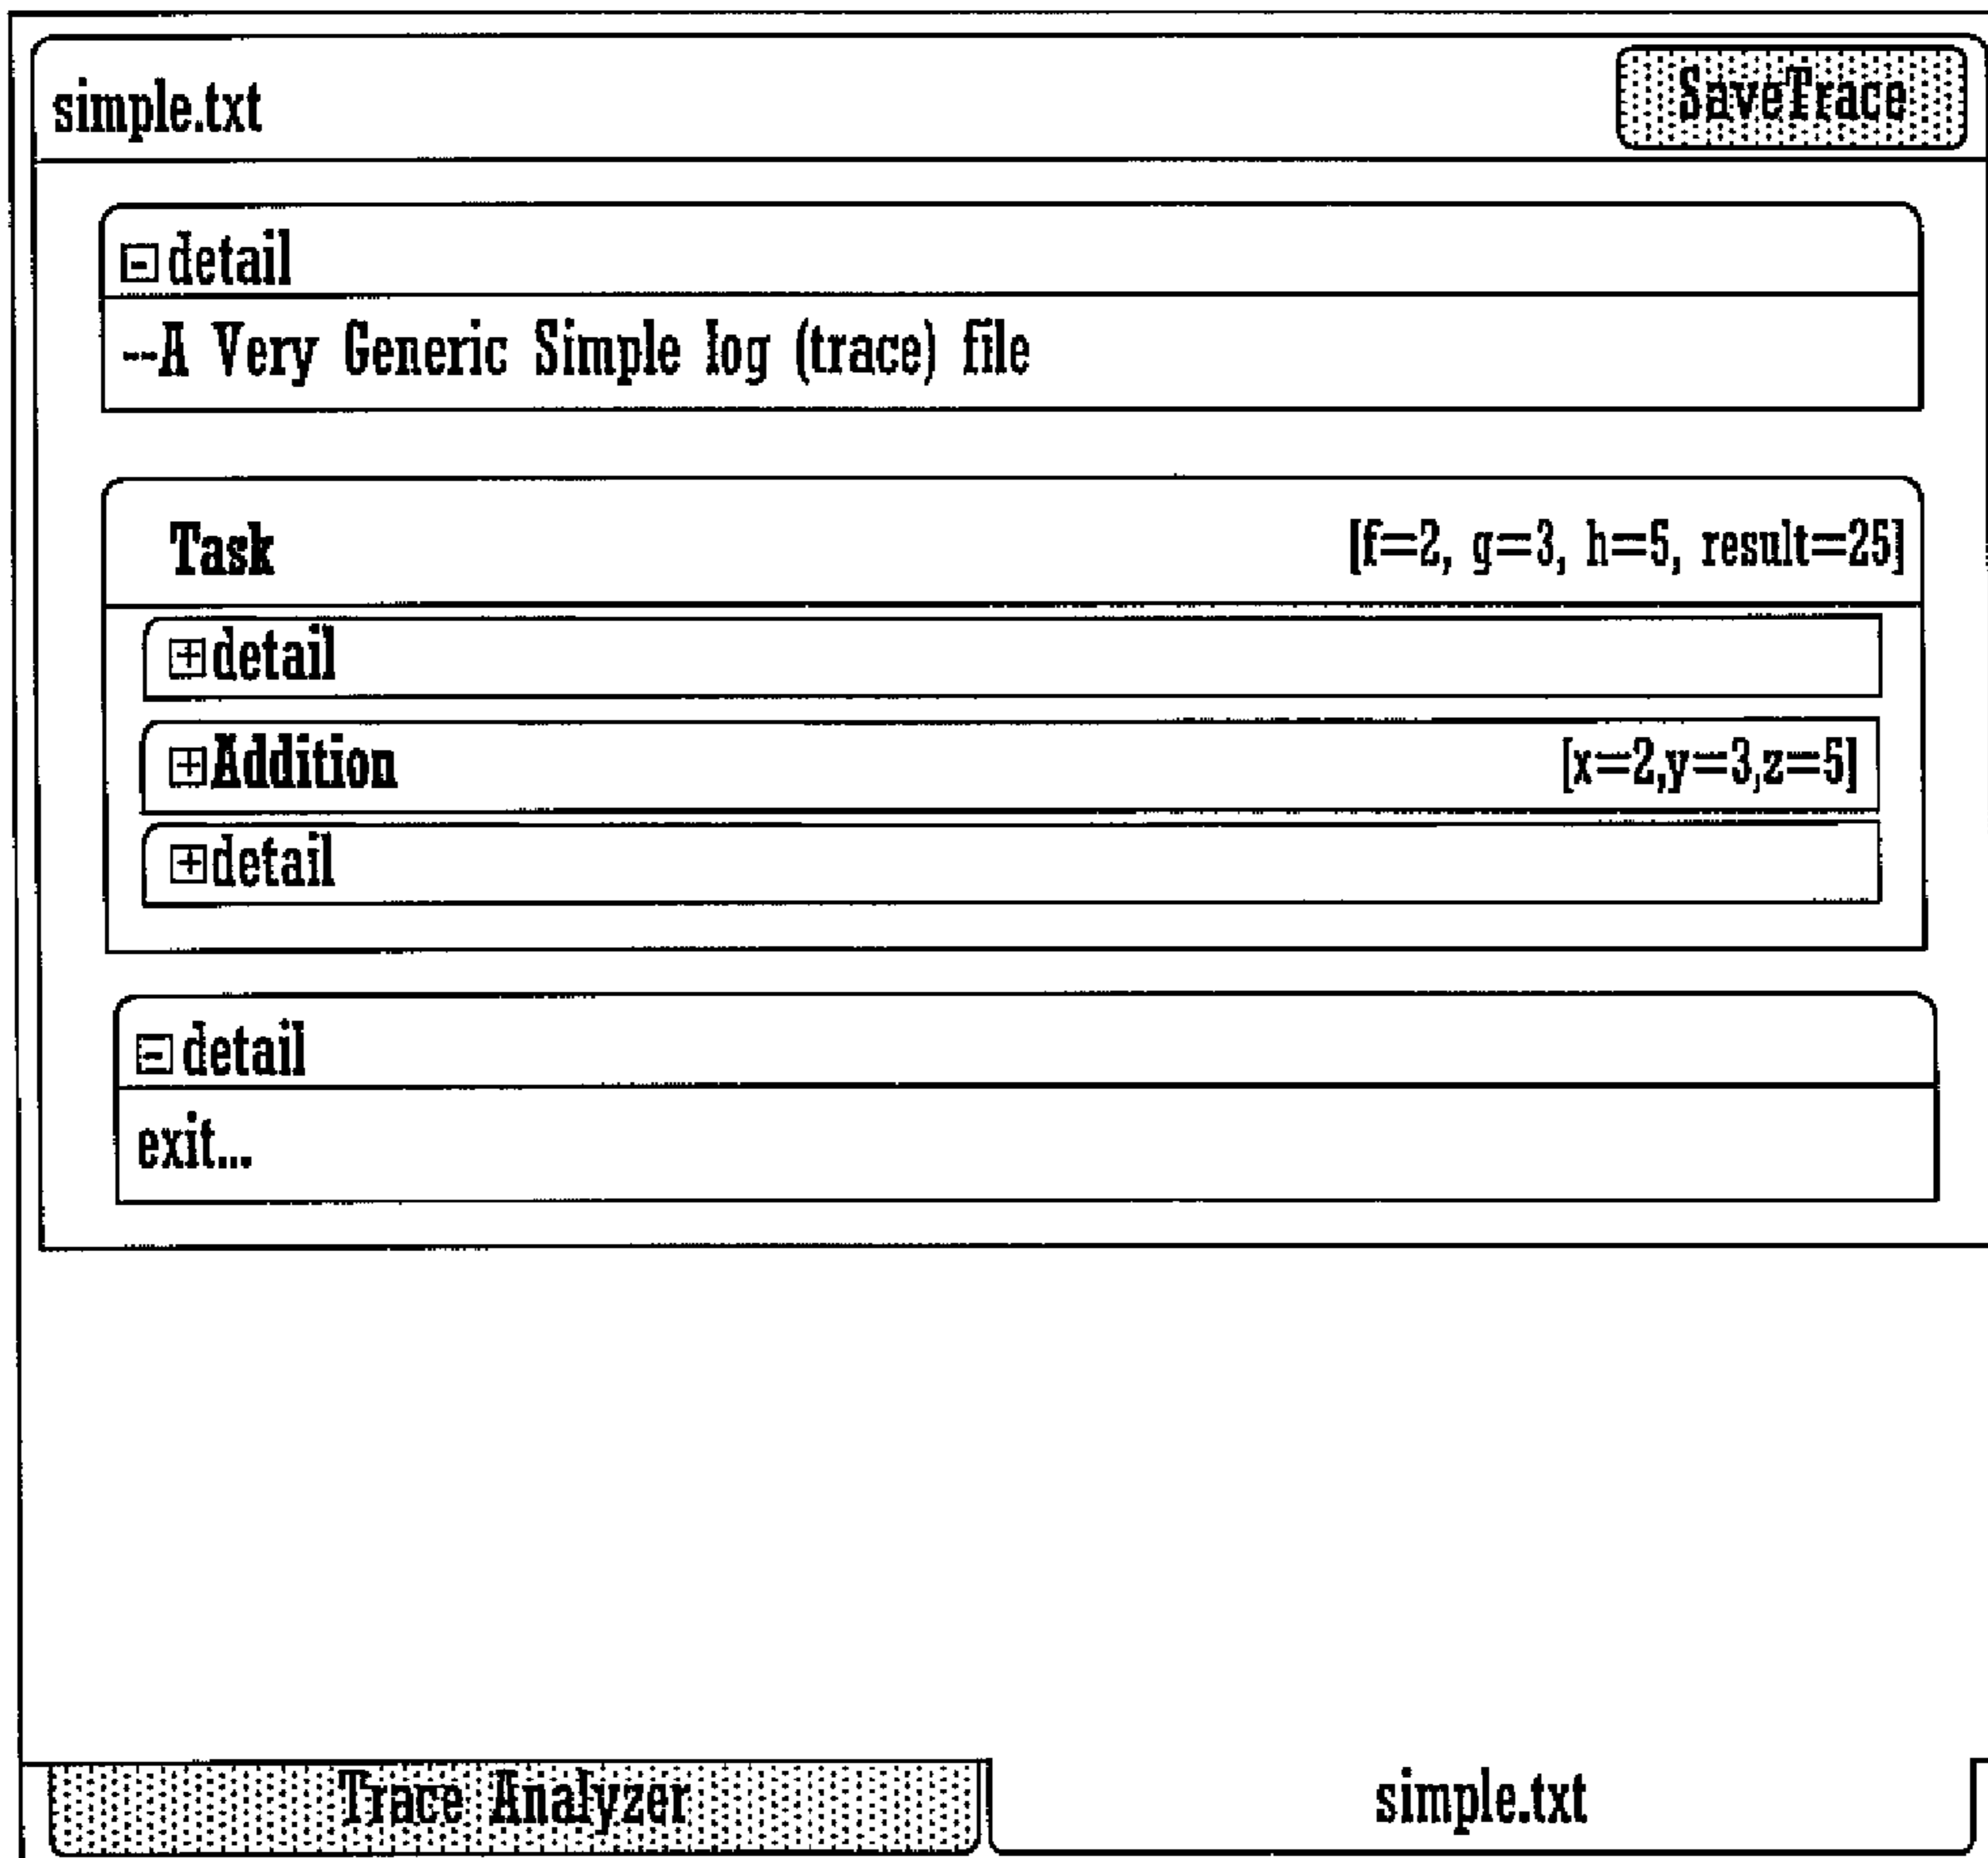 simple.txt SaveTrace
detail
--A Very Generic Simple log (trace) file
Task [f=2, g=3, h=5, result=25]
detail
Addition [x=2,y=3,z=5]
detail
detail
exit...
Trace Analyzer simple.txt